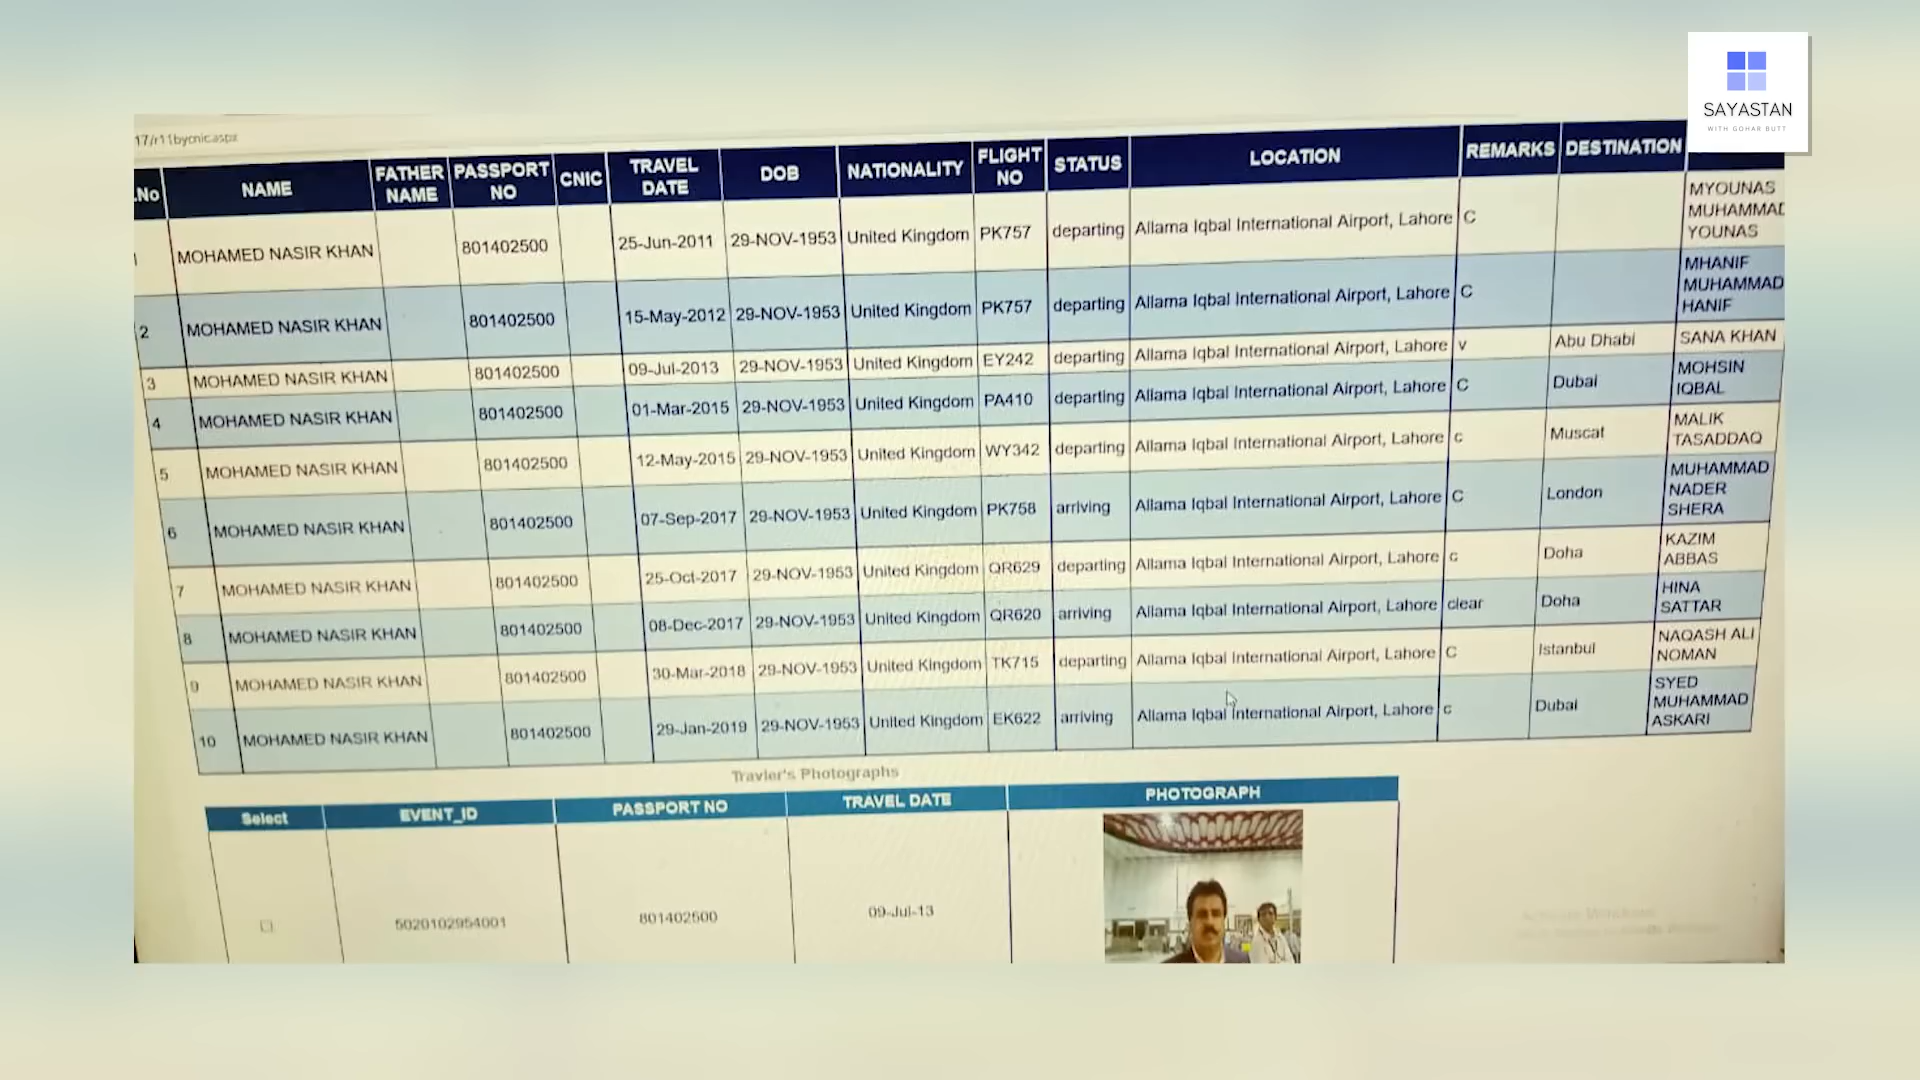 SAYASTAN
WITH GOHAR BUTT
17/r11bycnic.aspx
.No NAME FATHER NAME PASSPORT NO CNIC TRAVEL DATE DOB NATIONALITY FLIGHT NO STATUS LOCATION REMARKS DESTINATION
1 MOHAMED NASIR KHAN 801402500 25-Jun-2011 29-NOV-1953 United Kingdom PK757 departing Allama Iqbal International Airport, Lahore C MYOUNAS MUHAMMAD YOUNAS
2 MOHAMED NASIR KHAN 801402500 15-May-2012 29-NOV-1953 United Kingdom PK757 departing Allama Iqbal International Airport, Lahore C MHANIF MUHAMMAD HANIF
3 MOHAMED NASIR KHAN 801402500 09-Jul-2013 29-NOV-1953 United Kingdom EY242 departing Allama Iqbal International Airport, Lahore v Abu Dhabi SANA KHAN
4 MOHAMED NASIR KHAN 801402500 01-Mar-2015 29-NOV-1953 United Kingdom PA410 departing Allama Iqbal International Airport, Lahore C Dubai MOHSIN IQBAL
5 MOHAMED NASIR KHAN 801402500 12-May-2015 29-NOV-1953 United Kingdom WY342 departing Allama Iqbal International Airport, Lahore c Muscat MALIK TASADDAQ
6 MOHAMED NASIR KHAN 801402500 07-Sep-2017 29-NOV-1953 United Kingdom PK758 arriving Allama Iqbal International Airport, Lahore C London MUHAMMAD NADER SHERA
7 MOHAMED NASIR KHAN 801402500 25-Oct-2017 29-NOV-1953 United Kingdom QR629 departing Allama Iqbal International Airport, Lahore c Doha KAZIM ABBAS
8 MOHAMED NASIR KHAN 801402500 08-Dec-2017 29-NOV-1953 United Kingdom QR620 arriving Allama Iqbal International Airport, Lahore clear Doha HINA SATTAR
9 MOHAMED NASIR KHAN 801402500 30-Mar-2018 29-NOV-1953 United Kingdom TK715 departing Allama Iqbal International Airport, Lahore C Istanbul NAQASH ALI NOMAN
10 MOHAMED NASIR KHAN 801402500 29-Jan-2019 29-NOV-1953 United Kingdom EK622 arriving Allama Iqbal International Airport, Lahore c Dubai SYED MUHAMMAD ASKARI
Travler's Photographs
Select EVENT_ID PASSPORT NO TRAVEL DATE PHOTOGRAPH
5020102954001 801402500 09-Jul-13